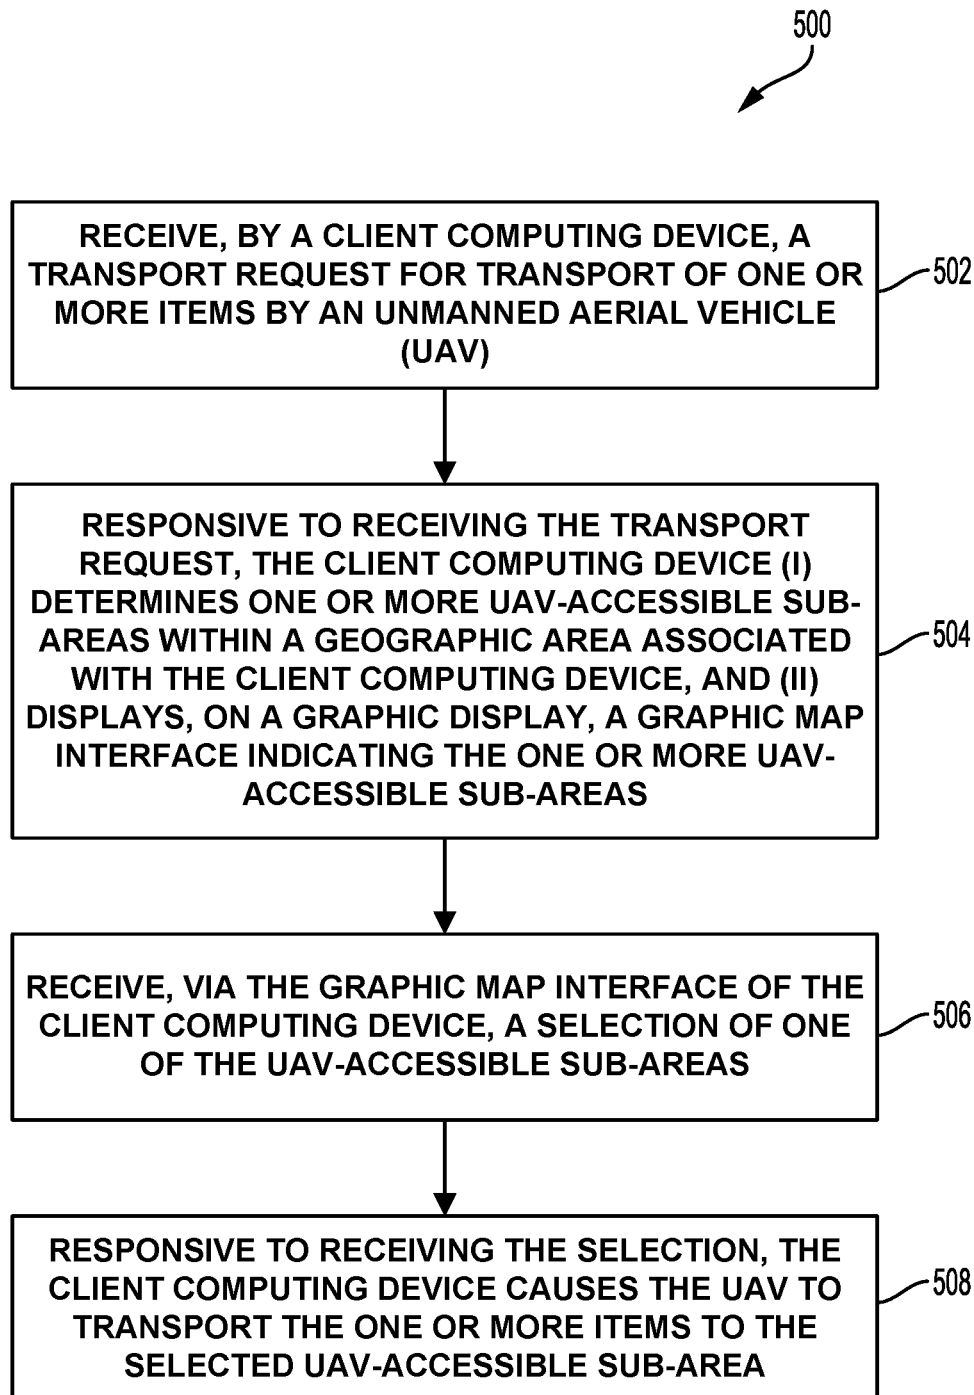 500
RECEIVE, BY A CLIENT COMPUTING DEVICE, A
TRANSPORT REQUEST FOR TRANSPORT OF ONE OR
MORE ITEMS BY AN UNMANNED AERIAL VEHICLE
(UAV)
502
RESPONSIVE TO RECEIVING THE TRANSPORT
REQUEST, THE CLIENT COMPUTING DEVICE (I)
DETERMINES ONE OR MORE UAV-ACCESSIBLE SUB-
AREAS WITHIN A GEOGRAPHIC AREA ASSOCIATED
WITH THE CLIENT COMPUTING DEVICE, AND (II)
DISPLAYS, ON A GRAPHIC DISPLAY, A GRAPHIC MAP
INTERFACE INDICATING THE ONE OR MORE UAV-
ACCESSIBLE SUB-AREAS
504
RECEIVE, VIA THE GRAPHIC MAP INTERFACE OF THE
CLIENT COMPUTING DEVICE, A SELECTION OF ONE
OF THE UAV-ACCESSIBLE SUB-AREAS
506
RESPONSIVE TO RECEIVING THE SELECTION, THE
CLIENT COMPUTING DEVICE CAUSES THE UAV TO
TRANSPORT THE ONE OR MORE ITEMS TO THE
SELECTED UAV-ACCESSIBLE SUB-AREA
508